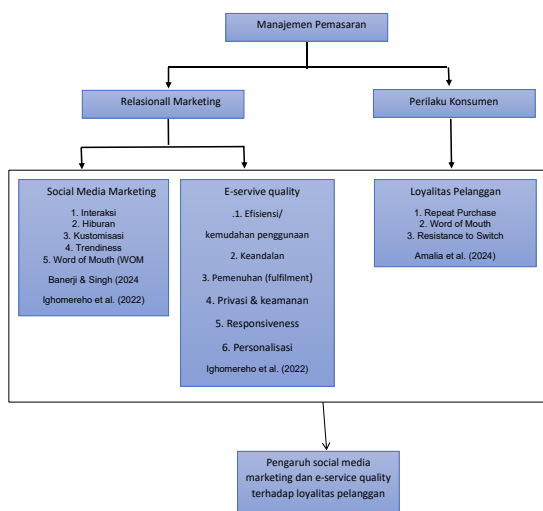 Manajemen Pemasaran
Relasionall Marketing
Perilaku Konsumen
Social Media Marketing
1. Interaksi
2. Hiburan
3. Kustomisasi
4. Trendiness
5. Word of Mouth (WOM
Banerji & Singh (2024
Ighomereho et al. (2022)
E-servive quality
.1. Efisiensi/
kemudahan penggunaan
2. Keandalan
3. Pemenuhan (fulfilment)
4. Privasi & keamanan
5. Responsiveness
6. Personalisasi
Ighomereho et al. (2022)
Loyalitas Pelanggan
1. Repeat Purchase
2. Word of Mouth
3. Resistance to Switch
Amalia et al. (2024)
Pengaruh social media
marketing dan e-service quality
terhadap loyalitas pelanggan